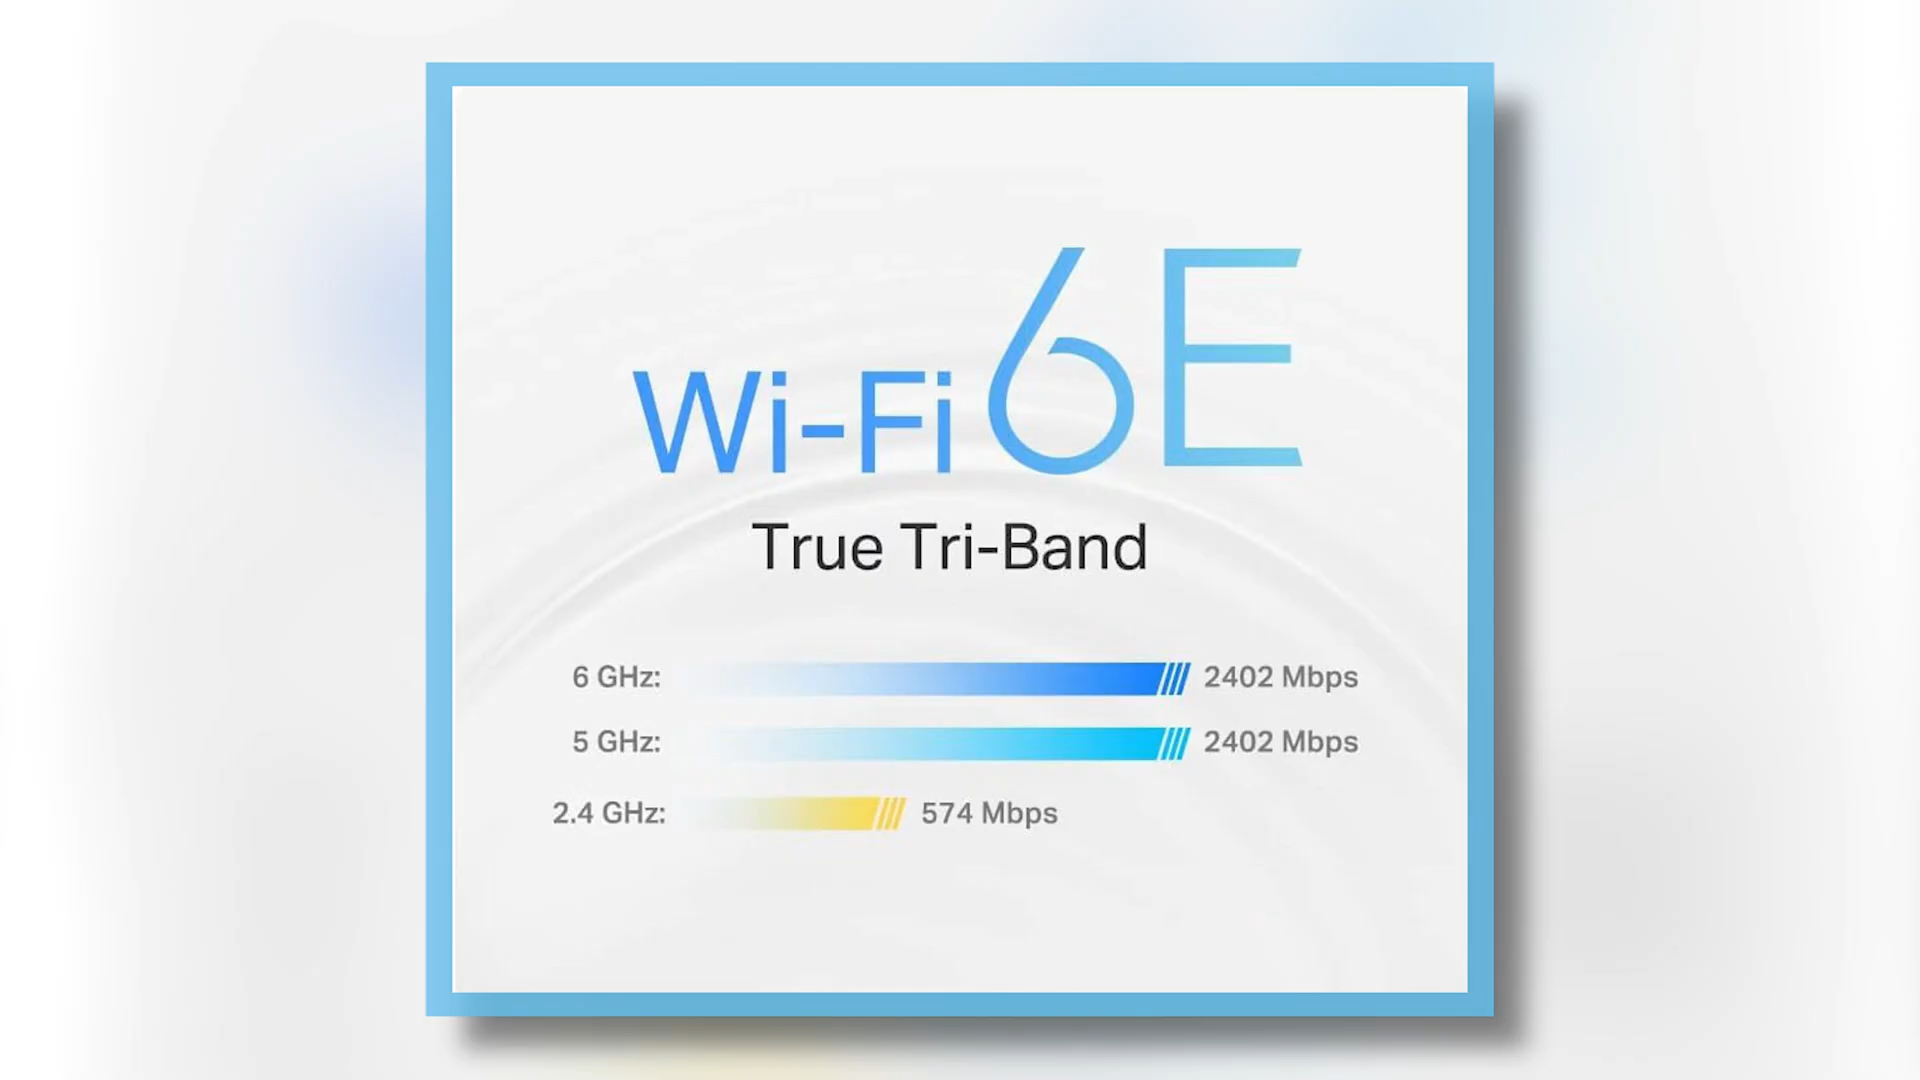 Wi-Fi 6E
True Tri-Band
6 GHz: 2402 Mbps
5 GHz: 2402 Mbps
2.4 GHz: 574 Mbps